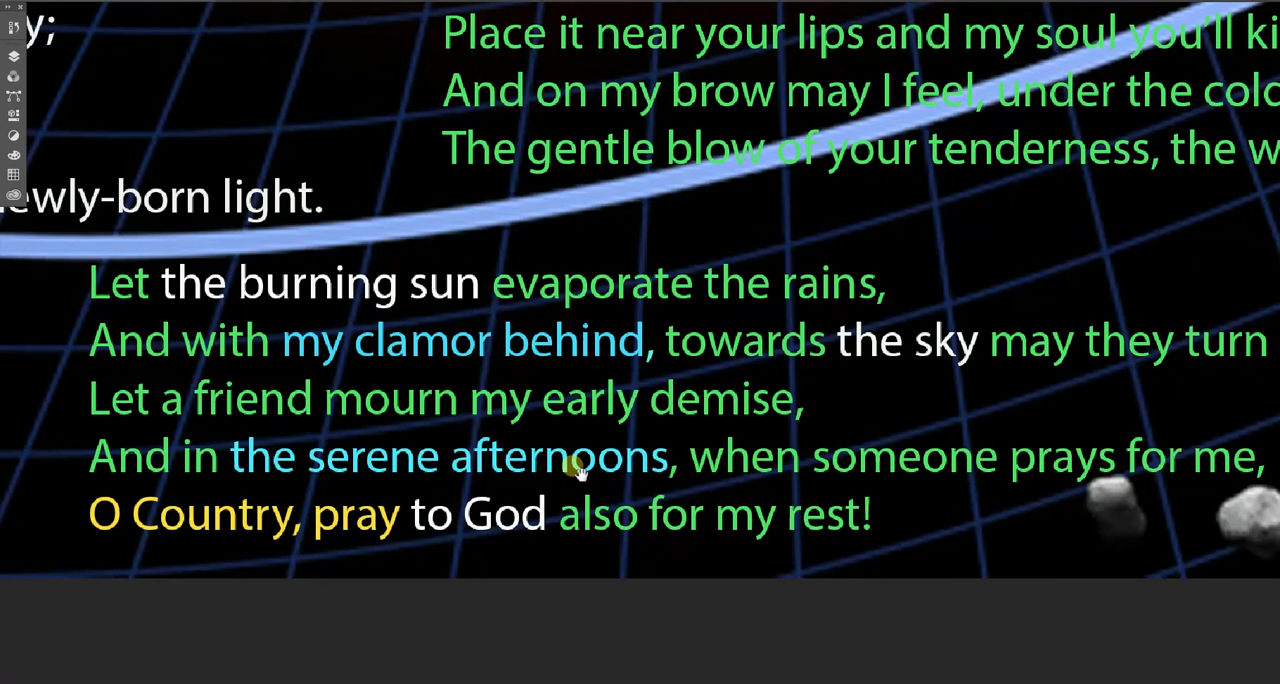 y;
Place it near your lips and my soul you'll ki
And on my brow may I feel, under the cold
The gentle blow of your tenderness, the w
ewly-born light.
Let the burning sun evaporate the rains,
And with my clamor behind, towards the sky may they turn
Let a friend mourn my early demise,
And in the serene afternoons, when someone prays for me,
O Country, pray to God also for my rest!